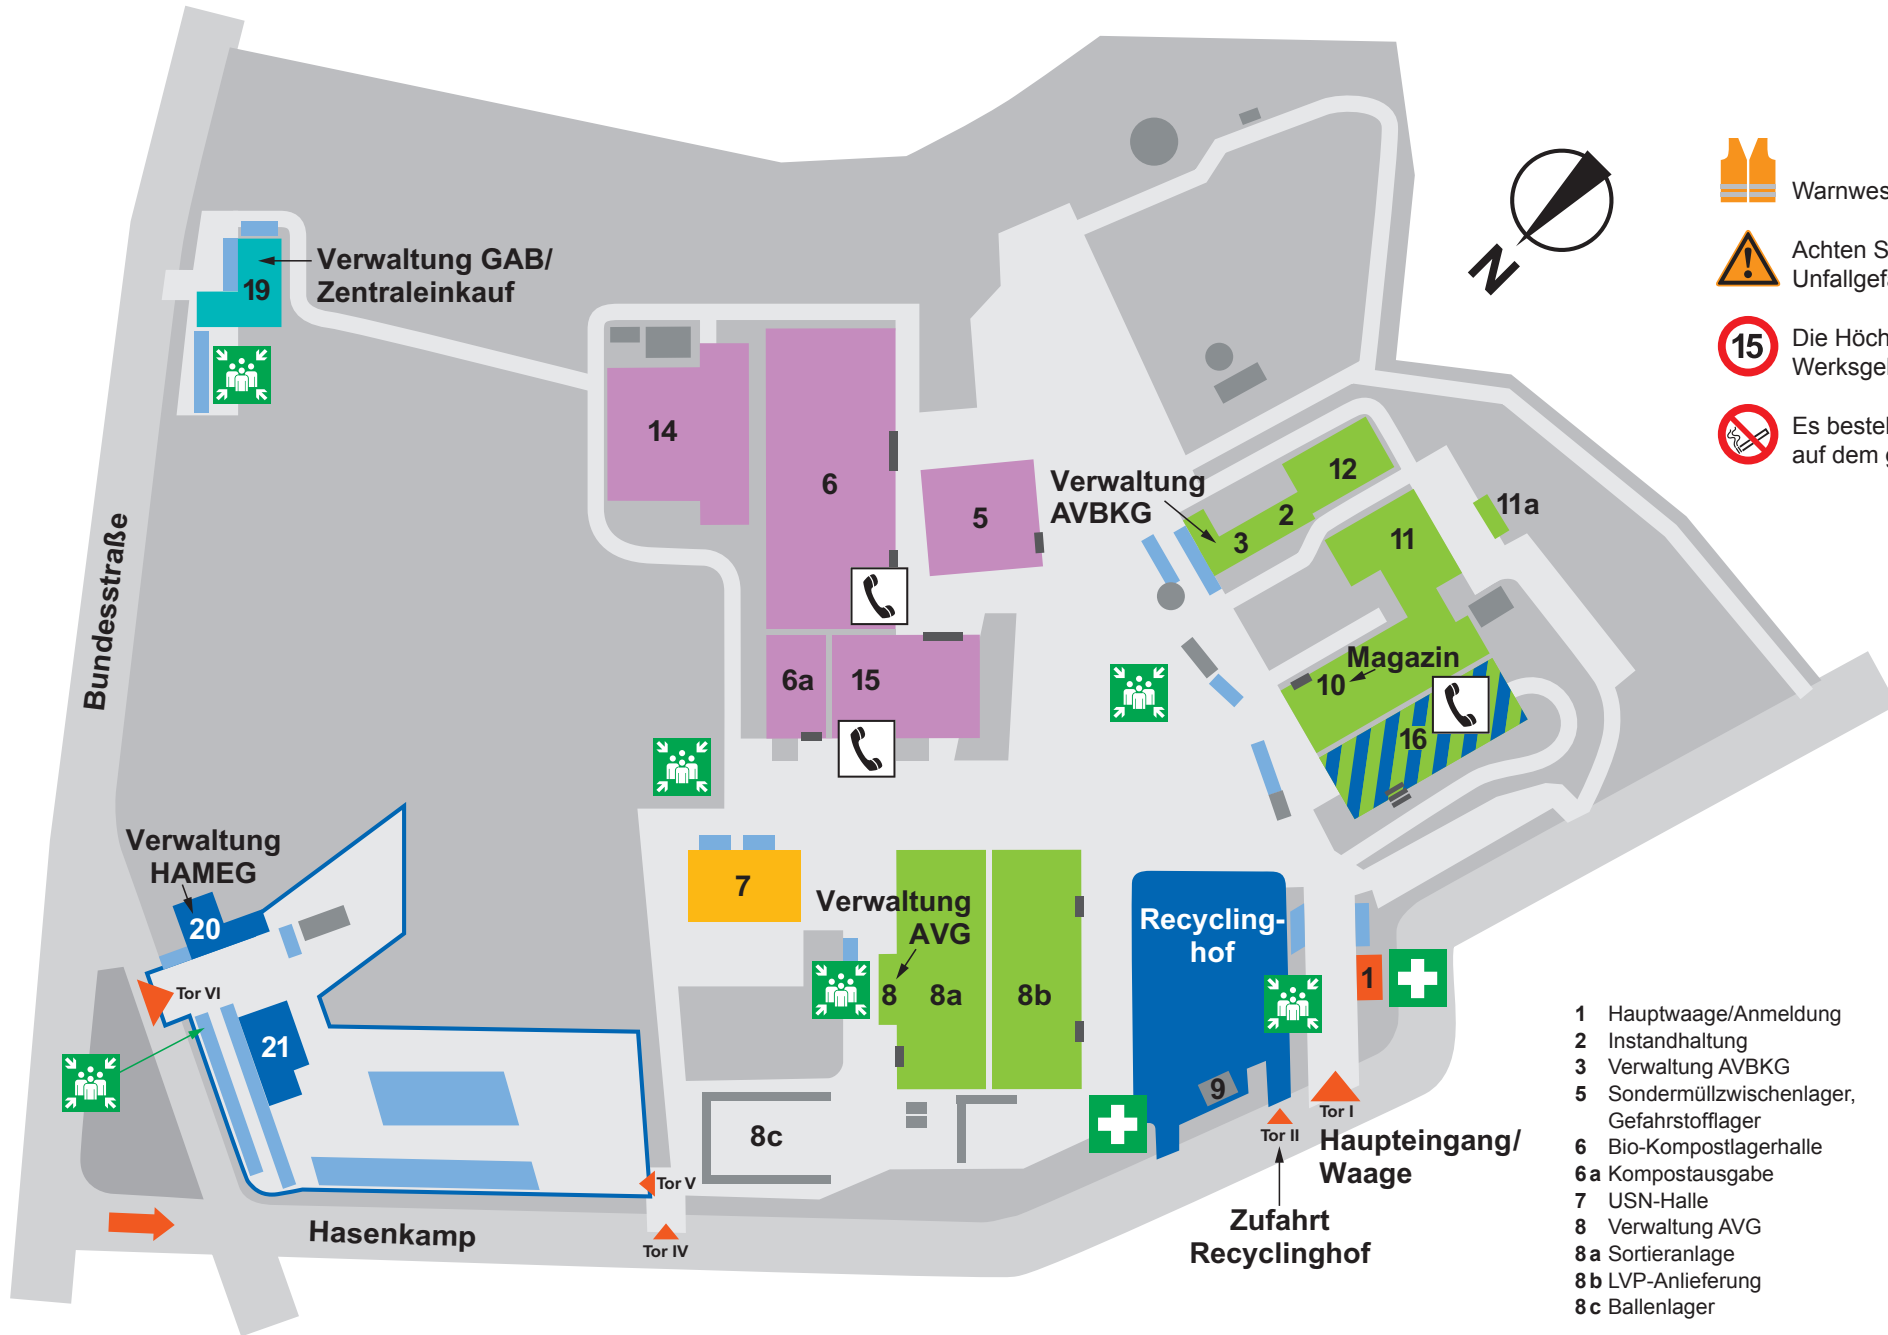 Warnwes
Achten S
Unfallgefa
15
Die Höch
Werksgel
Es bestel
auf dem g
N
Verwaltung GAB/
Zentraleinkauf
19
14
6
5
Verwaltung
AVBKG
12
2
3
11
11a
Magazin
10
16
6a
15
Bundesstraße
Verwaltung
HAMEG
20
Tor VI
21
7
Verwaltung
AVG
8
8a
8b
8c
Recycling-
hof
9
1
Tor I
Haupteingang/
Waage
Tor II
Zufahrt
Recyclinghof
Tor V
Tor IV
Hasenkamp
1 Hauptwaage/Anmeldung
2 Instandhaltung
3 Verwaltung AVBKG
5 Sondermüllzwischenlager,
Gefahrstofflager
6 Bio-Kompostlagerhalle
6a Kompostausgabe
7 USN-Halle
8 Verwaltung AVG
8a Sortieranlage
8b LVP-Anlieferung
8c Ballenlager